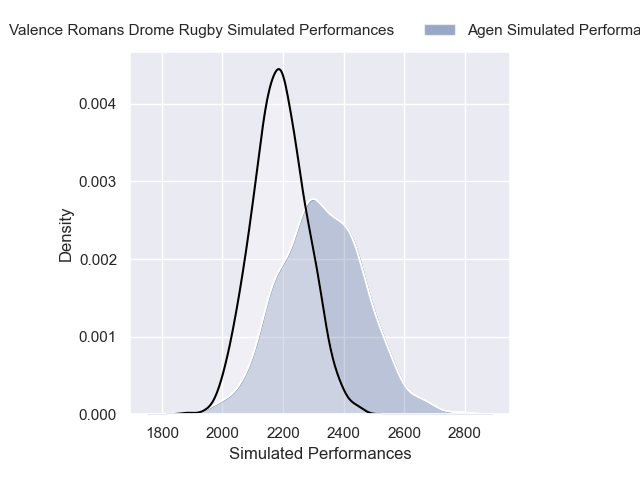 Valence Romans Drome Rugby Simulated Performances Agen Simulated Performa
0.004
0.003
0.002
0.001
0.000
Density
1800 2000 2200 2400 2600 2800
Simulated Performances